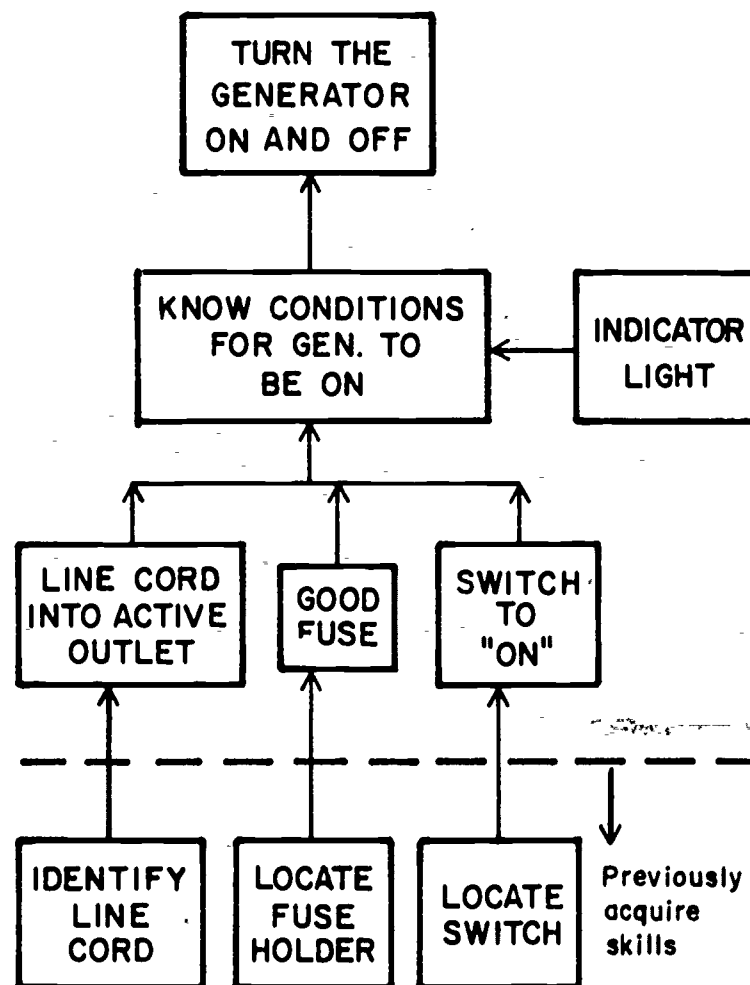 TURN THE
GENERATOR
ON AND OFF
KNOW CONDITIONS
FOR GEN. TO
BE ON
INDICATOR
LIGHT
LINE CORD
INTO ACTIVE
OUTLET
GOOD
FUSE
SWITCH
TO
"ON"
IDENTIFY
LINE
CORD
LOCATE
FUSE
HOLDER
LOCATE
SWITCH
Previously
acquire
skills